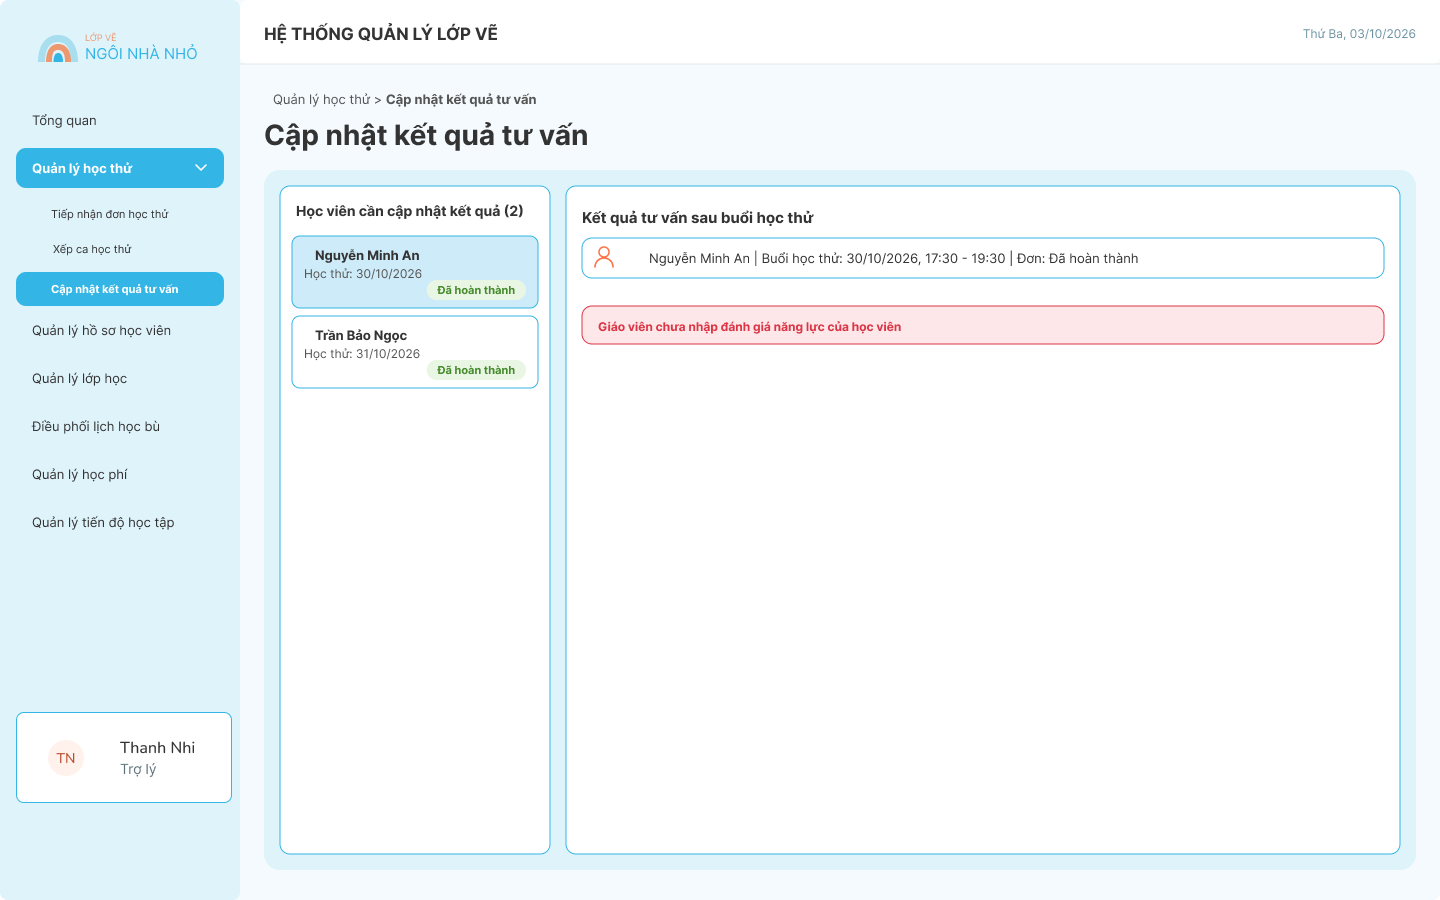 LỚP VẼ
NGÔI NHÀ NHỎ
Tổng quan
Quản lý học thử
Tiếp nhận đơn học thử
Xếp ca học thử
Cập nhật kết quả tư vấn
Quản lý hồ sơ học viên
Quản lý lớp học
Điều phối lịch học bù
Quản lý học phí
Quản lý tiến độ học tập
TN
Thanh Nhi
Trợ lý
HỆ THỐNG QUẢN LÝ LỚP VẼ
Thứ Ba, 03/10/2026
Quản lý học thử > Cập nhật kết quả tư vấn
Cập nhật kết quả tư vấn
Học viên cần cập nhật kết quả (2)
Nguyễn Minh An
Học thử: 30/10/2026
Đã hoàn thành
Trần Bảo Ngọc
Học thử: 31/10/2026
Đã hoàn thành
Kết quả tư vấn sau buổi học thử
Nguyễn Minh An | Buổi học thử: 30/10/2026, 17:30 - 19:30 | Đơn: Đã hoàn thành
Giáo viên chưa nhập đánh giá năng lực của học viên